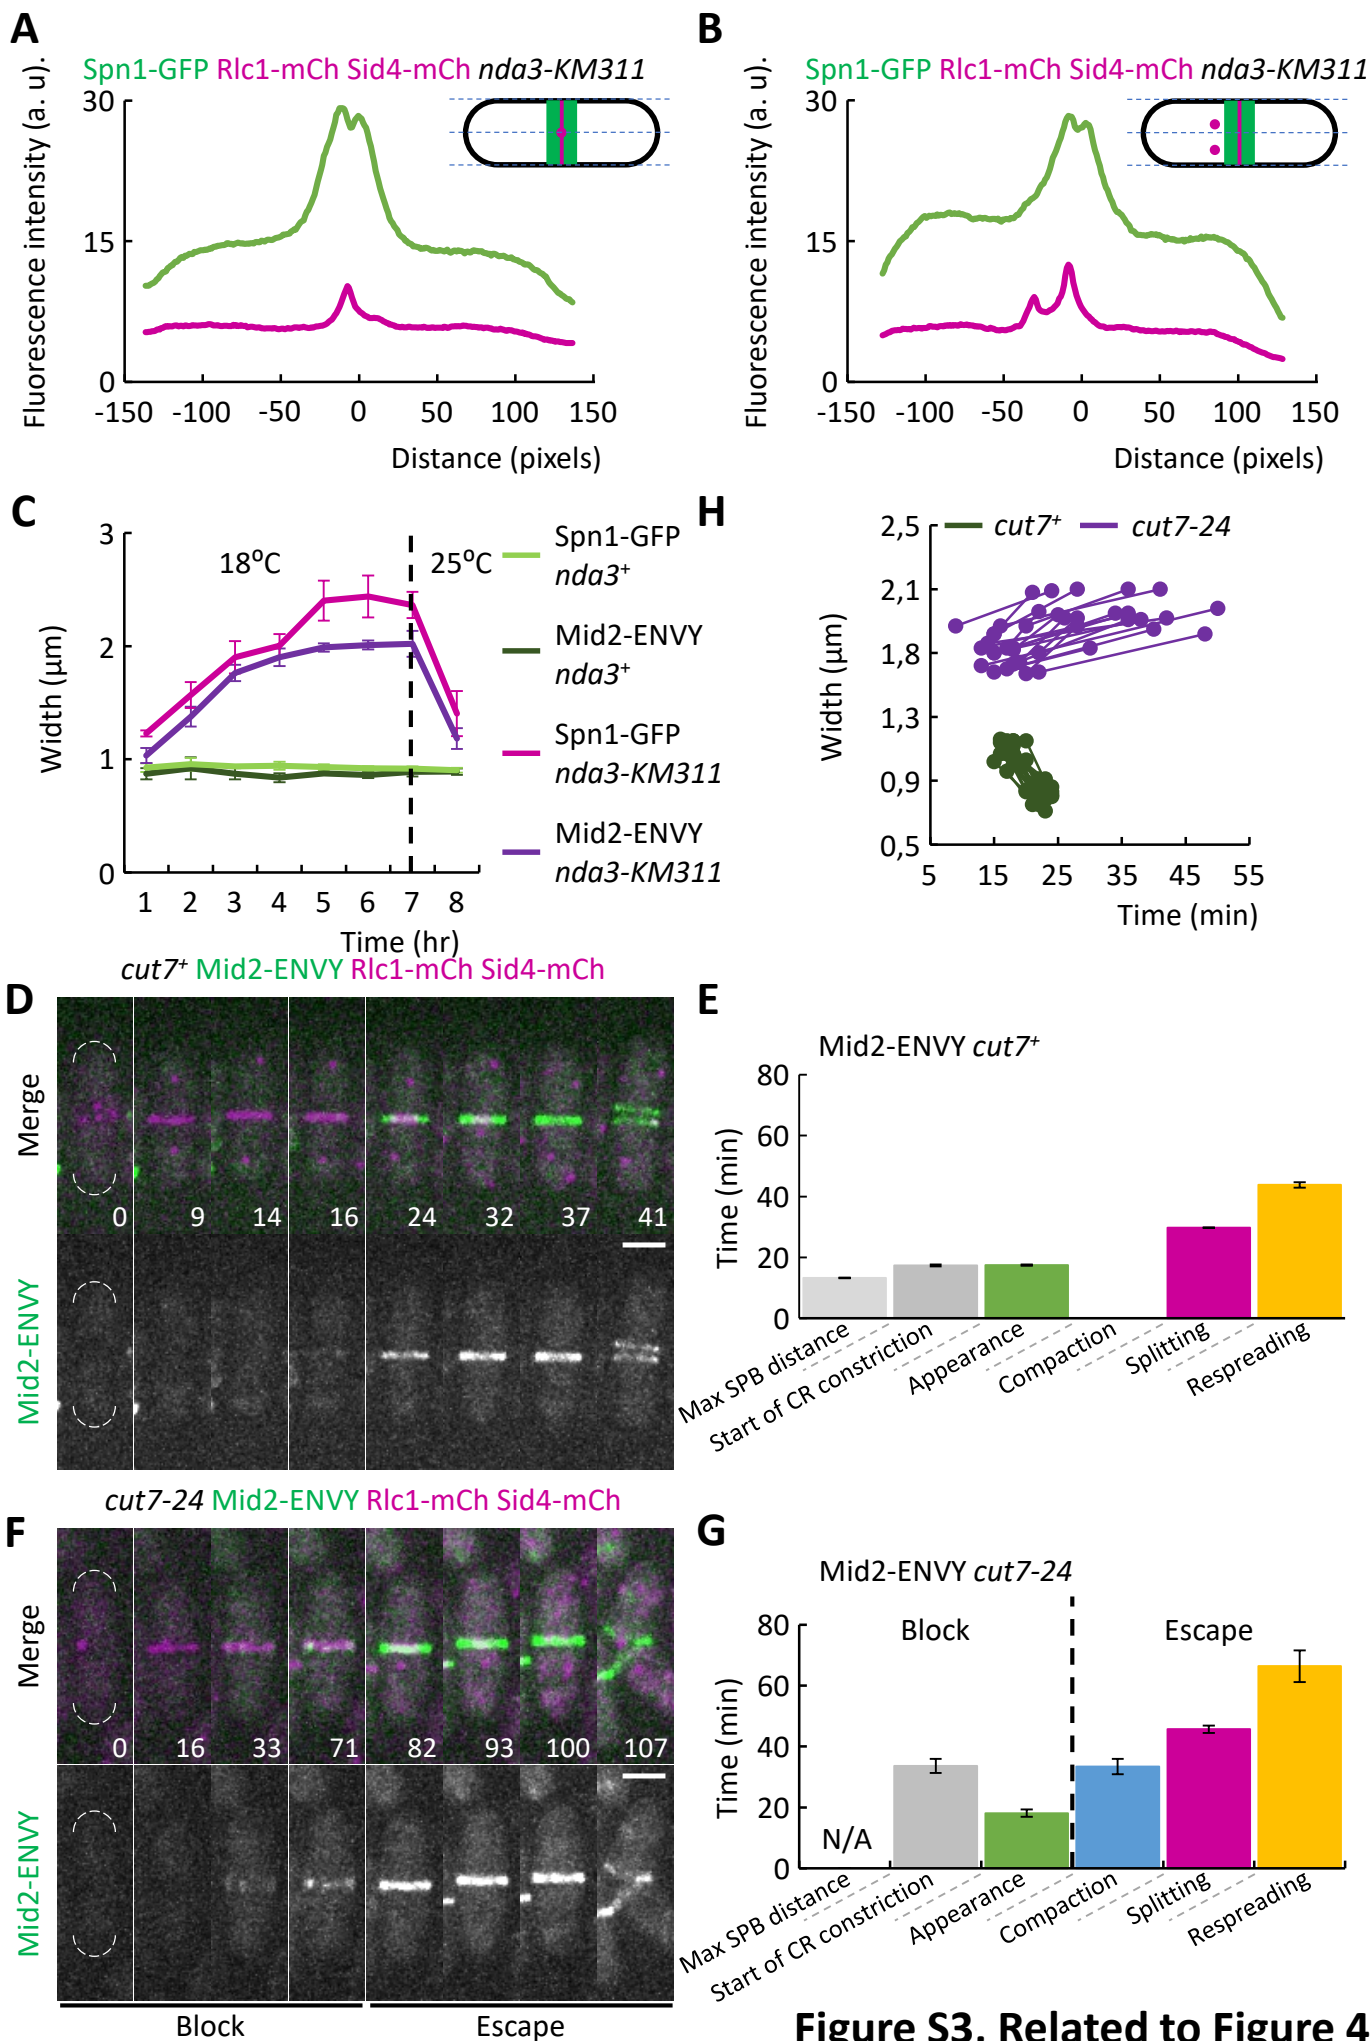 A
Spn1-GFP Rlc1-mCh Sid4-mCh nda3-KM311
Fluorescence intensity (a. u).
30
15
0
-150 -100 -50 0 50 100 150
Distance (pixels)
B
Spn1-GFP Rlc1-mCh Sid4-mCh nda3-KM311
Fluorescence intensity (a. u).
30
15
0
-150 -100 -50 0 50 100 150
Distance (pixels)
C
Width (µm)
3
2
1
0
18⁰C
25⁰C
1 2 3 4 5 6 7 8
Time (hr)
Spn1-GFP
nda3⁺
Mid2-ENVY
nda3⁺
Spn1-GFP
nda3-KM311
Mid2-ENVY
nda3-KM311
H
cut7⁺ cut7-24
Width (µm)
2,5
2,1
1,8
1,3
0,9
0,5
5 15 25 35 45 55
Time (min)
cut7⁺ Mid2-ENVY Rlc1-mCh Sid4-mCh
D
Merge
0 9 14 16 24 32 37 41
Mid2-ENVY
E
Mid2-ENVY cut7⁺
Time (min)
80
60
40
20
0
Max SPB distance
Start of CR constriction
Appearance
Compaction
Splitting
Respreading
cut7-24 Mid2-ENVY Rlc1-mCh Sid4-mCh
F
Merge
0 16 33 71 82 93 100 107
Mid2-ENVY
Block Escape
G
Mid2-ENVY cut7-24
Block Escape
Time (min)
80
60
40
20
0
N/A
Max SPB distance
Start of CR constriction
Appearance
Compaction
Splitting
Respreading
Figure S3. Related to Figure 4